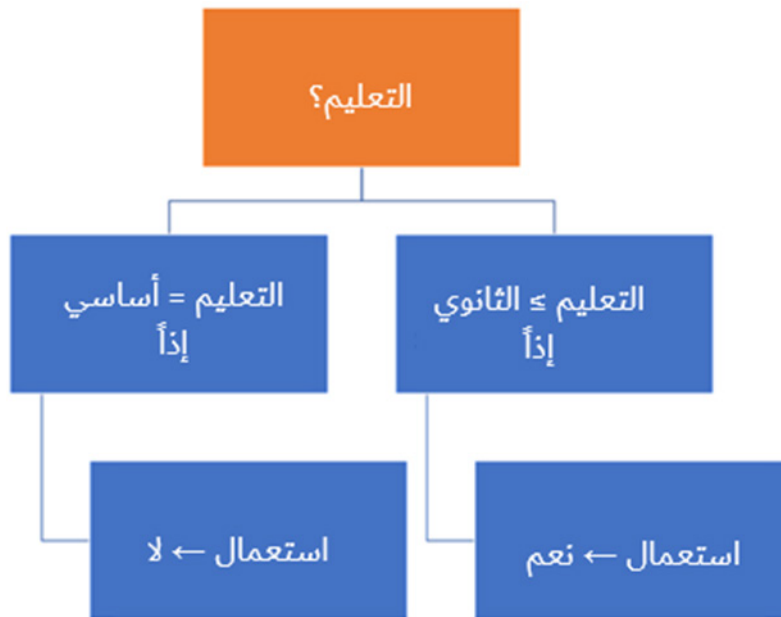 التعليم؟
التعليم ≥ الثانوي
إذاً
التعليم = أساسي
إذاً
استعمال ← نعم
استعمال ← لا